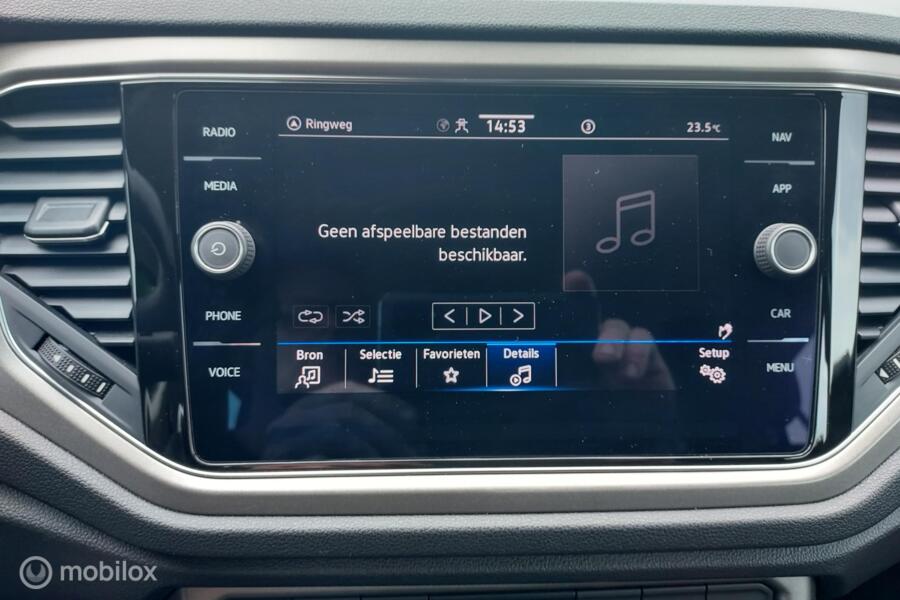 RADIO
MEDIA
PHONE
VOICE
Ringweg
14:53
3
23.5°C
Geen afspeelbare bestanden
beschikbaar.
Bron
Selectie
Favorieten
Details
Setup
NAV
APP
CAR
MENU
mobilox